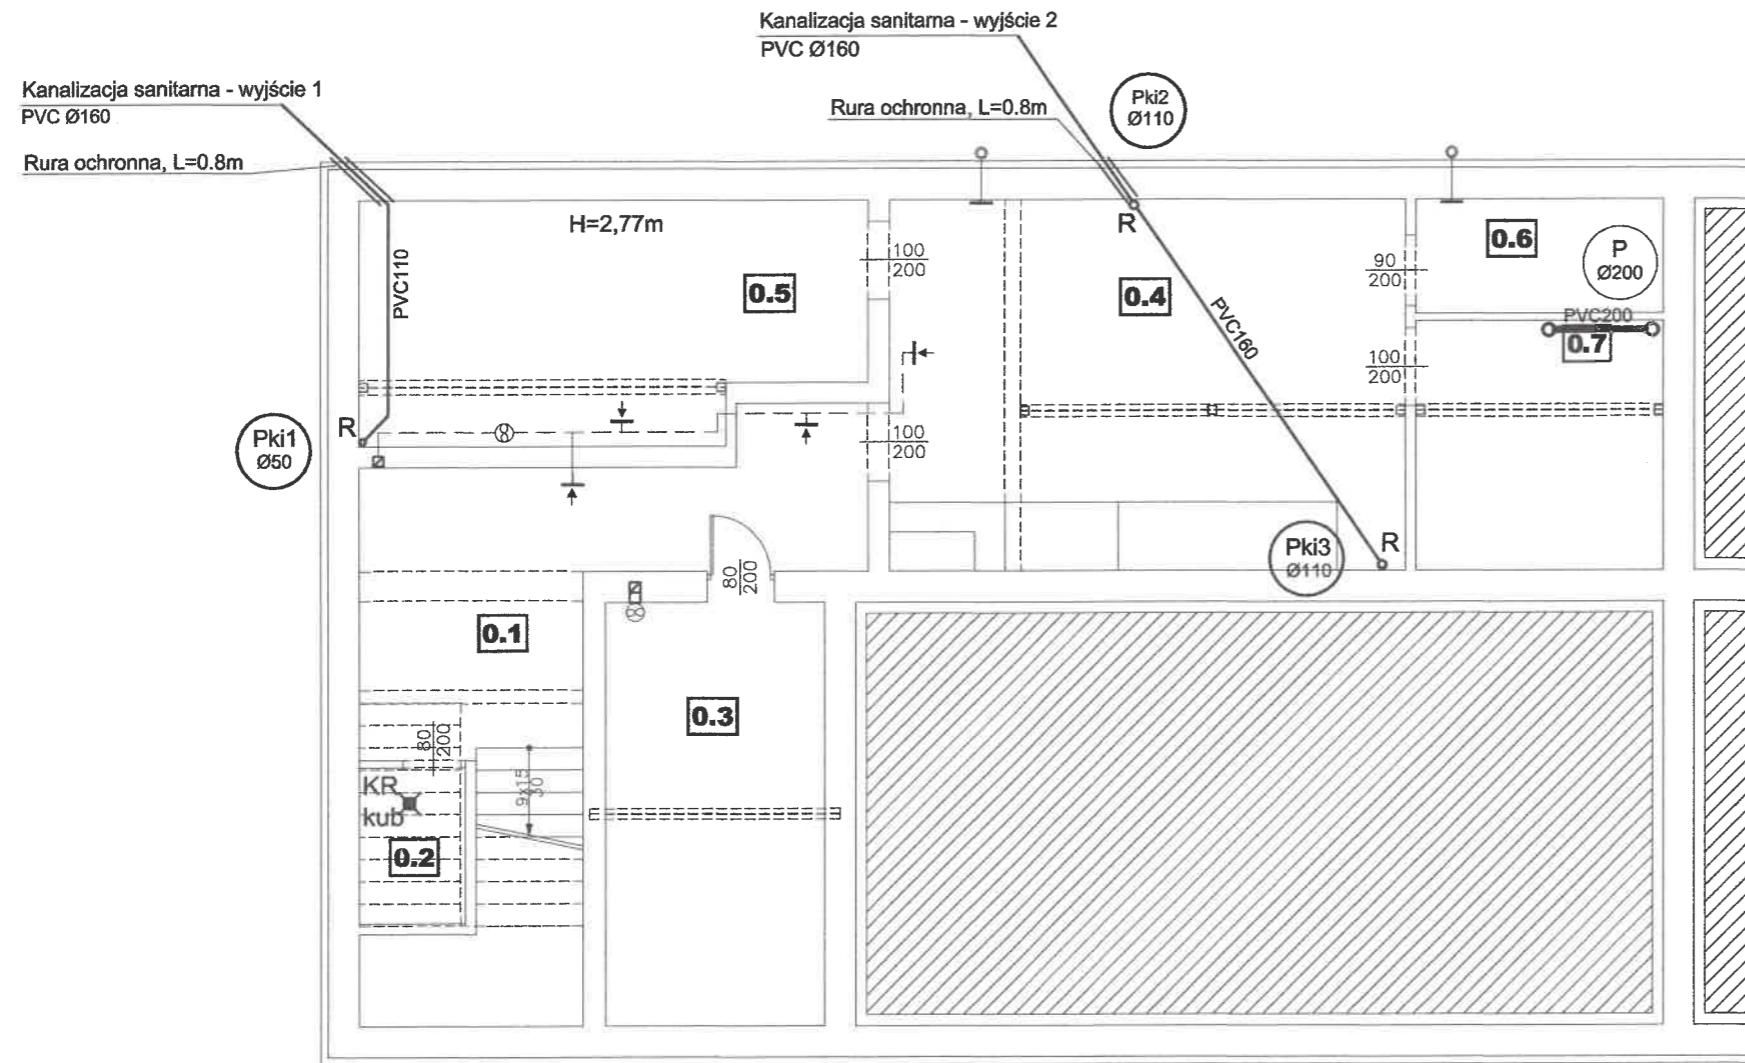 Kanalizacja sanitarna - wyjście 2
PVC Ø160
Kanalizacja sanitarna - wyjście 1
PVC Ø160
Pki2
Ø110
Rura ochronna, L=0.8m
Rura ochronna, L=0.8m
H=2,77m
R
0.6
P
Ø200
100
200
90
200
PVC110
0.5
0.4
PVC160
PVC200
0.7
100
200
R
Pki1
Ø50
100
200
Pki3
Ø110
R
80
200
0.1
0.3
80
200
9x15
30
KR
kub
0.2